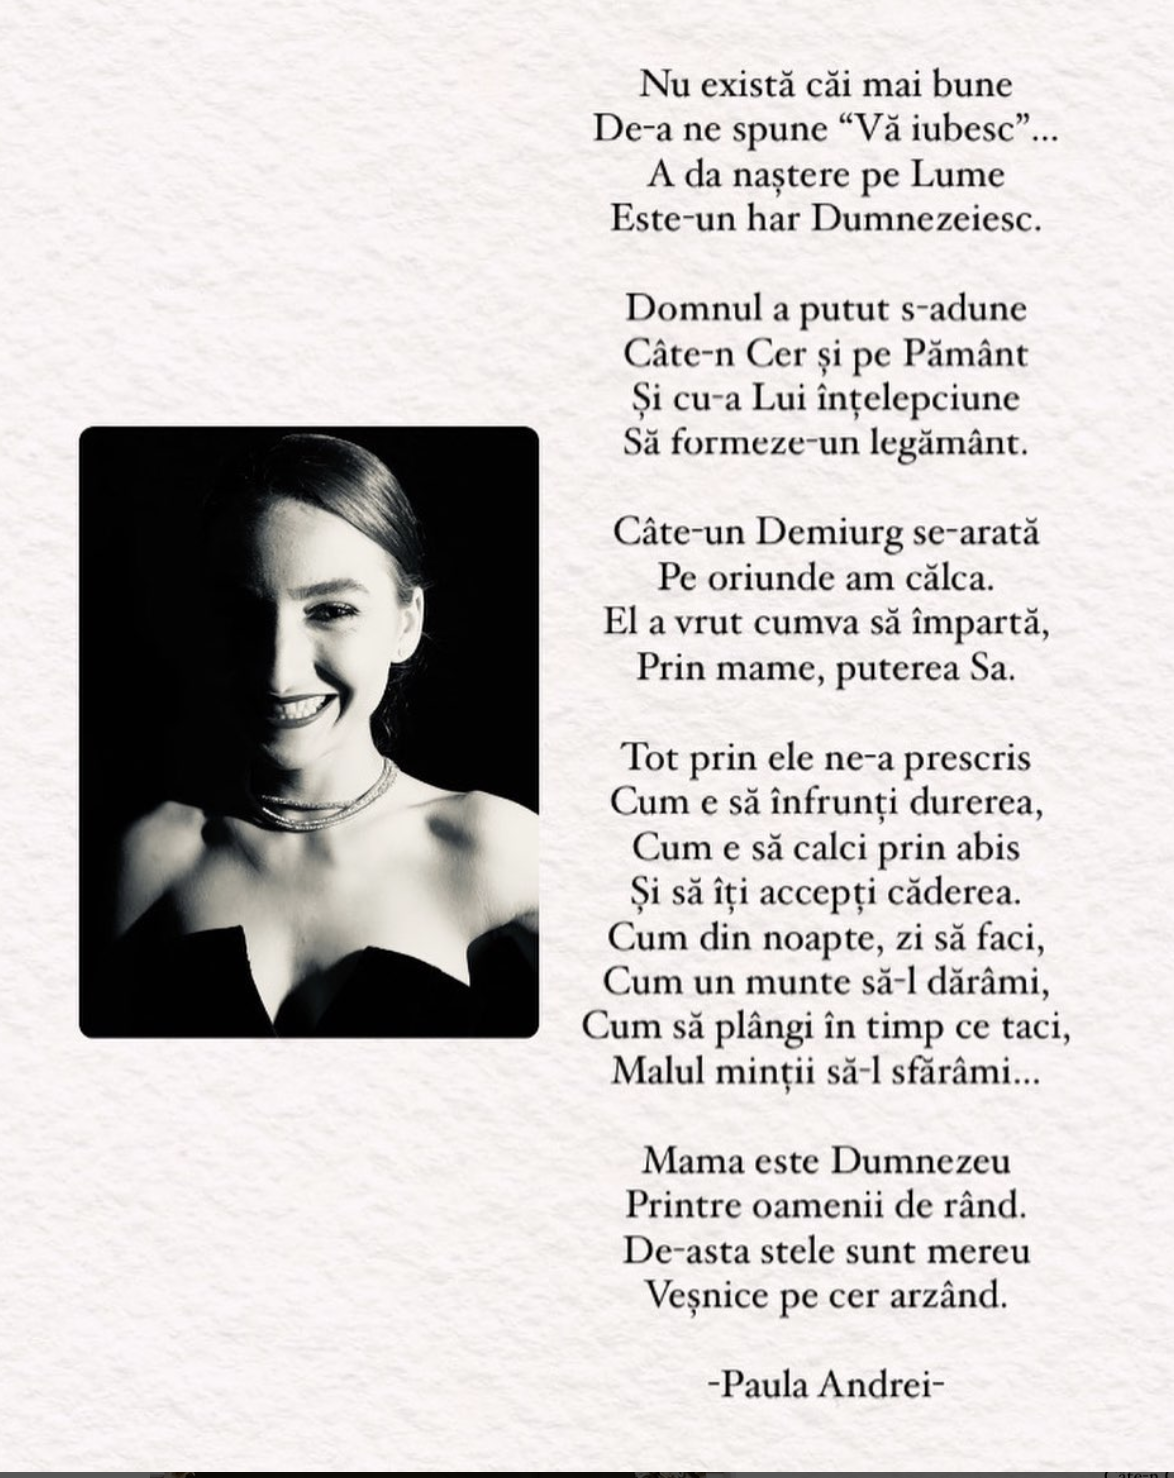 Nu există căi mai bune
De-a ne spune “Vă iubesc”...
A da naștere pe Lume
Este-un har Dumnezeiesc.
Domnul a putut s-adune
Câte-n Cer și pe Pământ
Și cu-a Lui înțelepciune
Să formeze-un legământ.
Câte-un Demiurg se-arată
Pe oriunde am călca.
El a vrut cumva să împartă,
Prin mame, puterea Sa.
Tot prin ele ne-a prescris
Cum e să înfrunți durerea,
Cum e să calci prin abis
Și să îți accepți căderea.
Cum din noapte, zi să faci,
Cum un munte să-l dărâmi,
Cum să plângi în timp ce taci,
Malul minții să-l sfărâmi...
Mama este Dumnezeu
Printre oamenii de rând.
De-asta stele sunt mereu
Veșnice pe cer arzând.
-Paula Andrei-